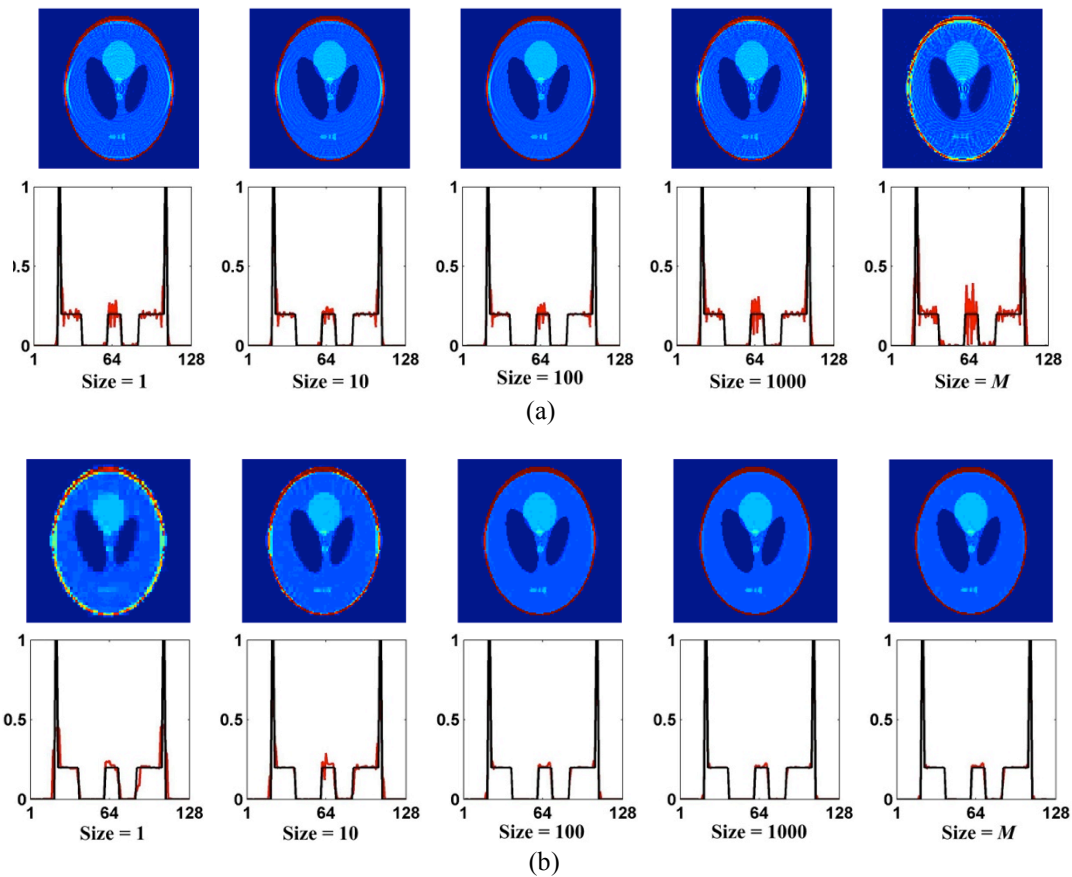 1 1 1 1 1
0.5 0.5 0.5 0.5 0.5
0 0 0 0 0
1 64 128 1 64 128 1 64 128 1 64 128 1 64 128
Size = 1 Size = 10 Size = 100 Size = 1000 Size = M
(a)
1 1 1 1 1
0.5 0.5 0.5 0.5 0.5
0 0 0 0 0
1 64 128 1 64 128 1 64 128 1 64 128 1 64 128
Size = 1 Size = 10 Size = 100 Size = 1000 Size = M
(b)